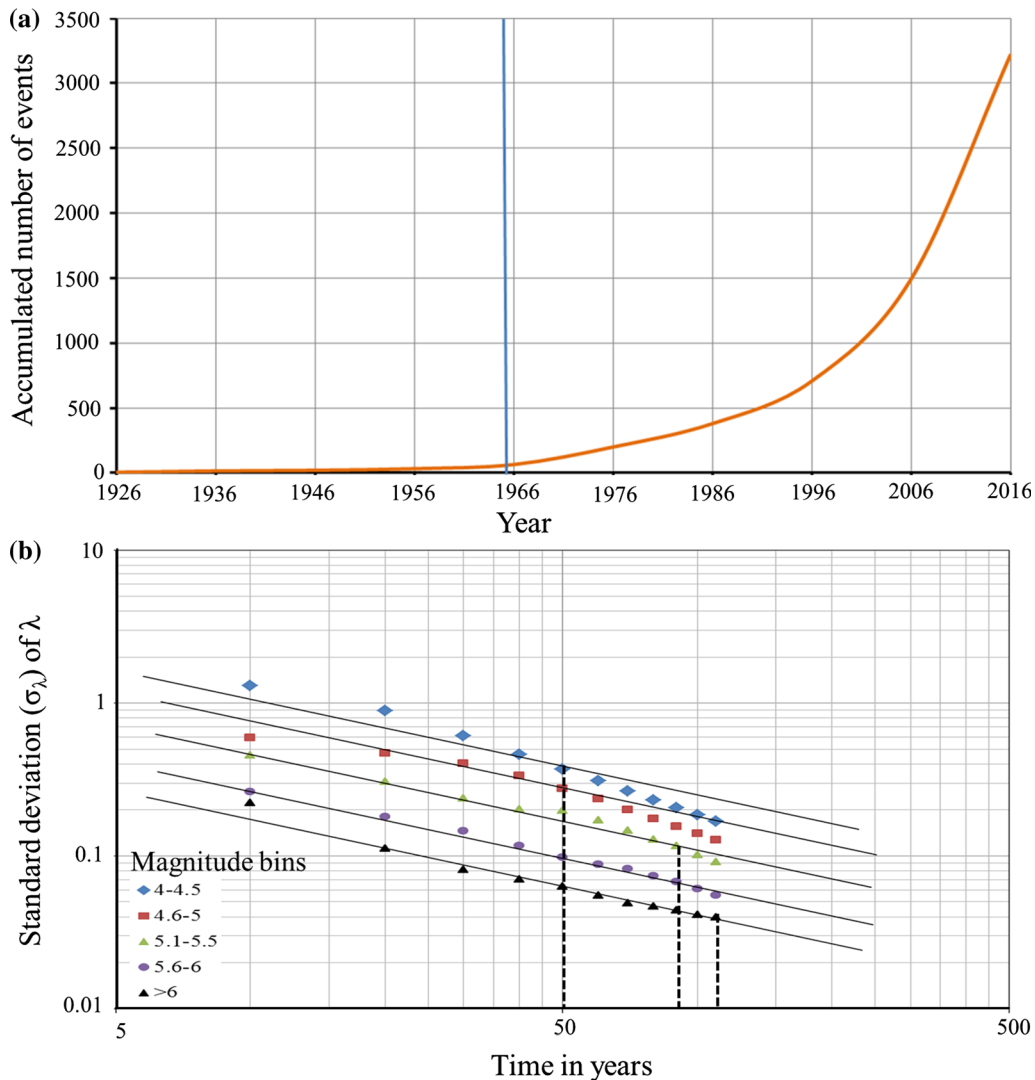 (a)
Accumulated number of events
3500
3000
2500
2000
1500
1000
500
0
1926 1936 1946 1956 1966 1976 1986 1996 2006 2016
Year
(b)
Standard deviation (σλ) of λ
10
1
0.1
0.01
Magnitude bins
4-4.5
4.6-5
5.1-5.5
5.6-6
>6
5 50 500
Time in years